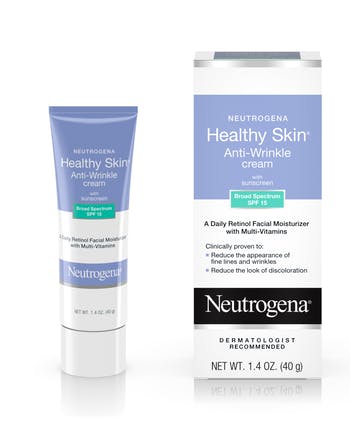 NEUTROGENA
Healthy Skin®
Anti-Wrinkle
cream
with
sunscreen
Broad Spectrum
SPF 15
A Daily Retinol Facial Moisturizer
with Multi-Vitamins
Neutrogena®
NET WT. 1.4 OZ. (40 g)
NEUTROGENA
Healthy Skin®
Anti-Wrinkle
cream
with
sunscreen
Broad Spectrum
SPF 15
A Daily Retinol Facial Moisturizer
with Multi-Vitamins
Clinically proven to:
• Reduce the appearance of
fine lines and wrinkles
• Reduce the look of discoloration
Neutrogena®
DERMATOLOGIST
RECOMMENDED
NET WT. 1.4 OZ. (40 g)